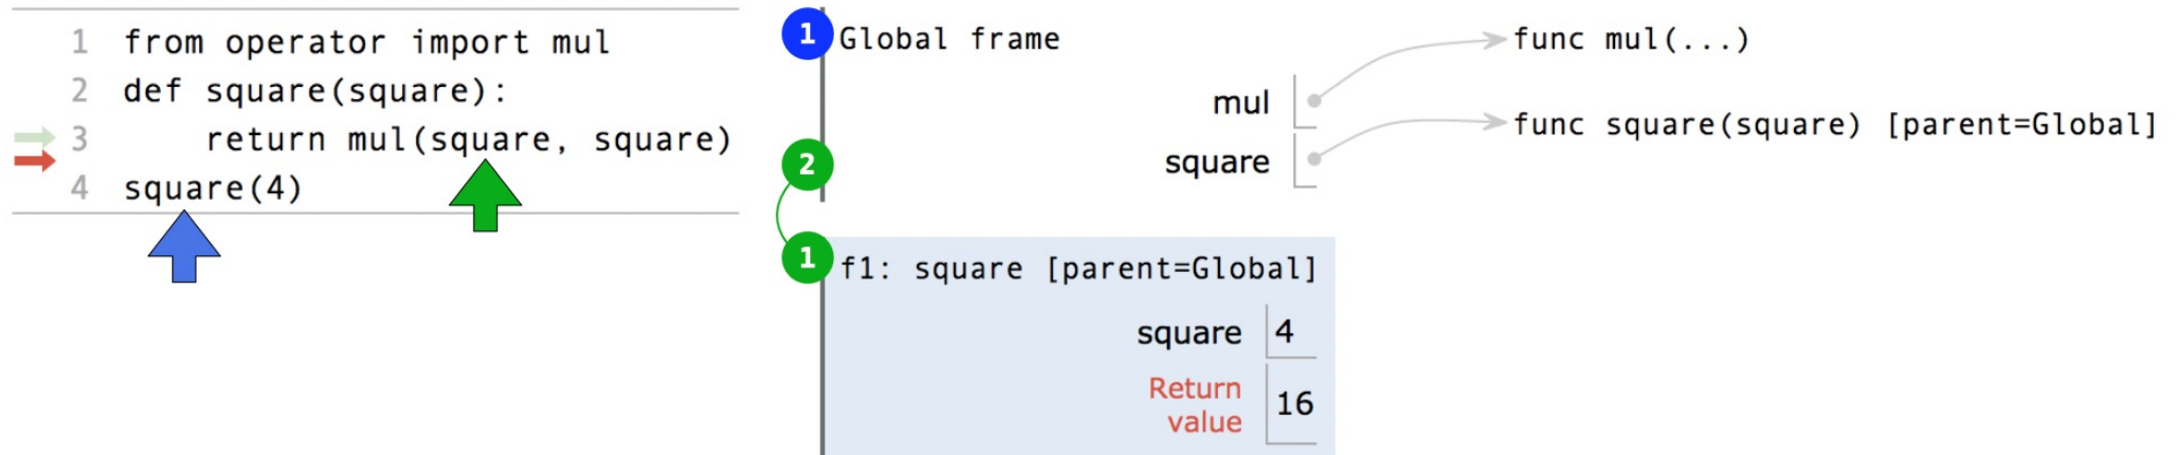 1 from operator import mul
2 def square(square):
3     return mul(square, square)
4 square(4)
1 Global frame
mul
func mul(...)
2
square
func square(square) [parent=Global]
1 f1: square [parent=Global]
square 4
Return
value 16